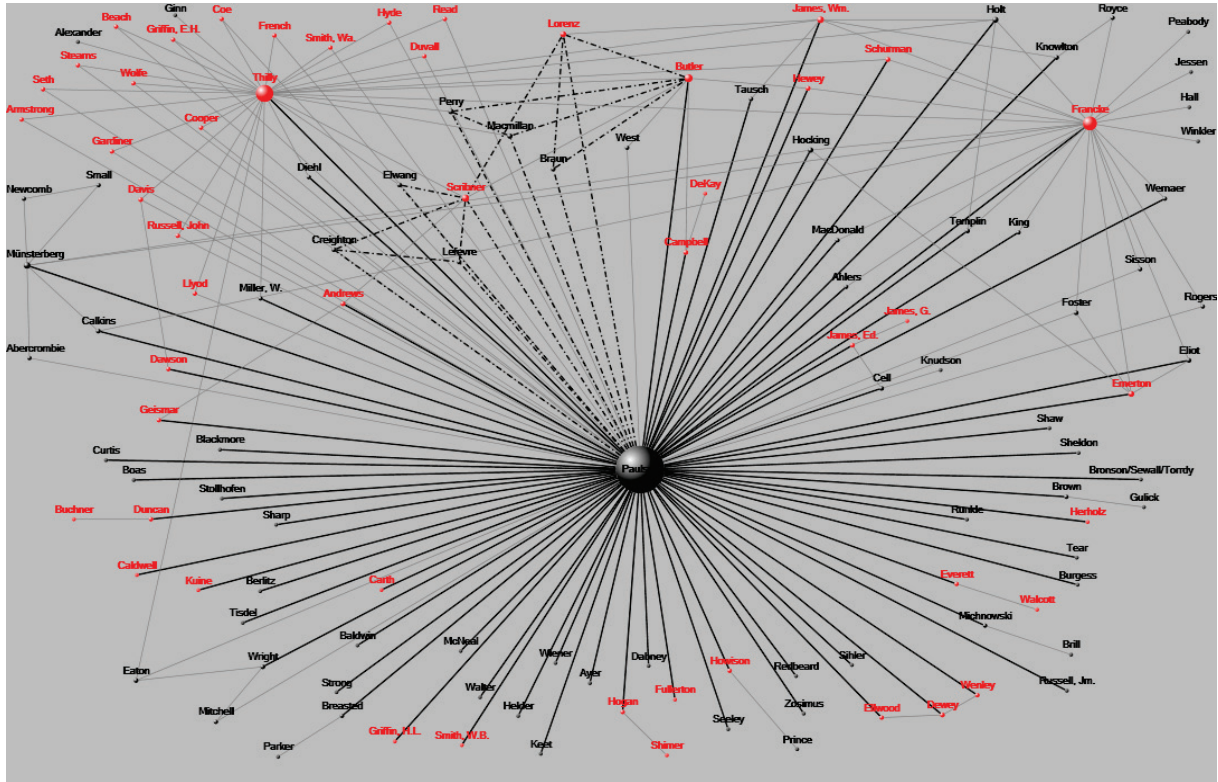 Ginn
Coe
Hyde
Read
Beach
French
Lorenz
James, Wm.
Holt
Royce
Alexander
Griffin, E.H.
Smith, Wa.
Duvall
Peabody
Stearns
Schurman
Knowlton
Seth
Wolfe
Thilly
Butler
Hewey
Jessen
Tausch
Armstrong
Perry
Hall
Cooper
Macmillan
Francke
Gardiner
West
Hocking
Winkler
Braun
Diehl
Small
Elwang
Newcomb
Davis
Scribner
DeKay
Wernaer
Russell, John
Templin
King
Creighton
Campbell
MacDonald
Münsterberg
Lefevre
Sisson
Llyod
Miller, W.
Andrews
Ahlers
Foster
Rogers
Calkins
James, G.
Abercrombie
James, Ed.
Eliot
Dawson
Knudson
Cell
Emerton
Geismar
Shaw
Blackmore
Curtis
Sheldon
Boas
Pauls
Bronson/Sewall/Torrdy
Stollhofen
Brown
Gulick
Buchner
Duncan
Sharp
Runkle
Herholz
Tear
Caldwell
Kuine
Berlitz
Carth
Everett
Burgess
Tisdel
Walcott
Michnowski
Baldwin
McNeal
Eaton
Wright
Wiener
Dabney
Howison
Redbeard
Sihler
Brill
Strong
Walter
Ayer
Fullerton
Wenley
Russell, Jm.
Mitchell
Breasted
Helder
Hogan
Seeley
Zosimus
Ellwood
Dewey
Griffin, H.L.
Smith, W.B.
Parker
Keet
Shimer
Prince